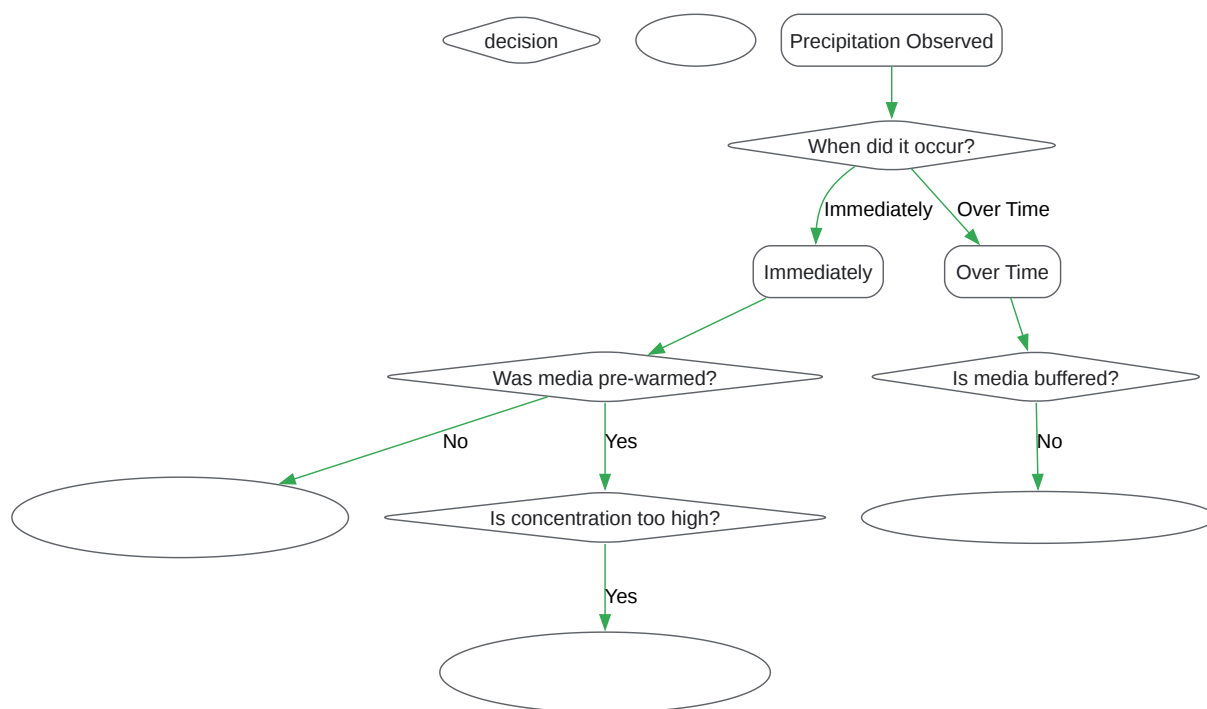 decision
Precipitation Observed
When did it occur?
Immediately
Over Time
Immediately
Over Time
Was media pre-warmed?
Is media buffered?
No
Yes
No
Is concentration too high?
Yes